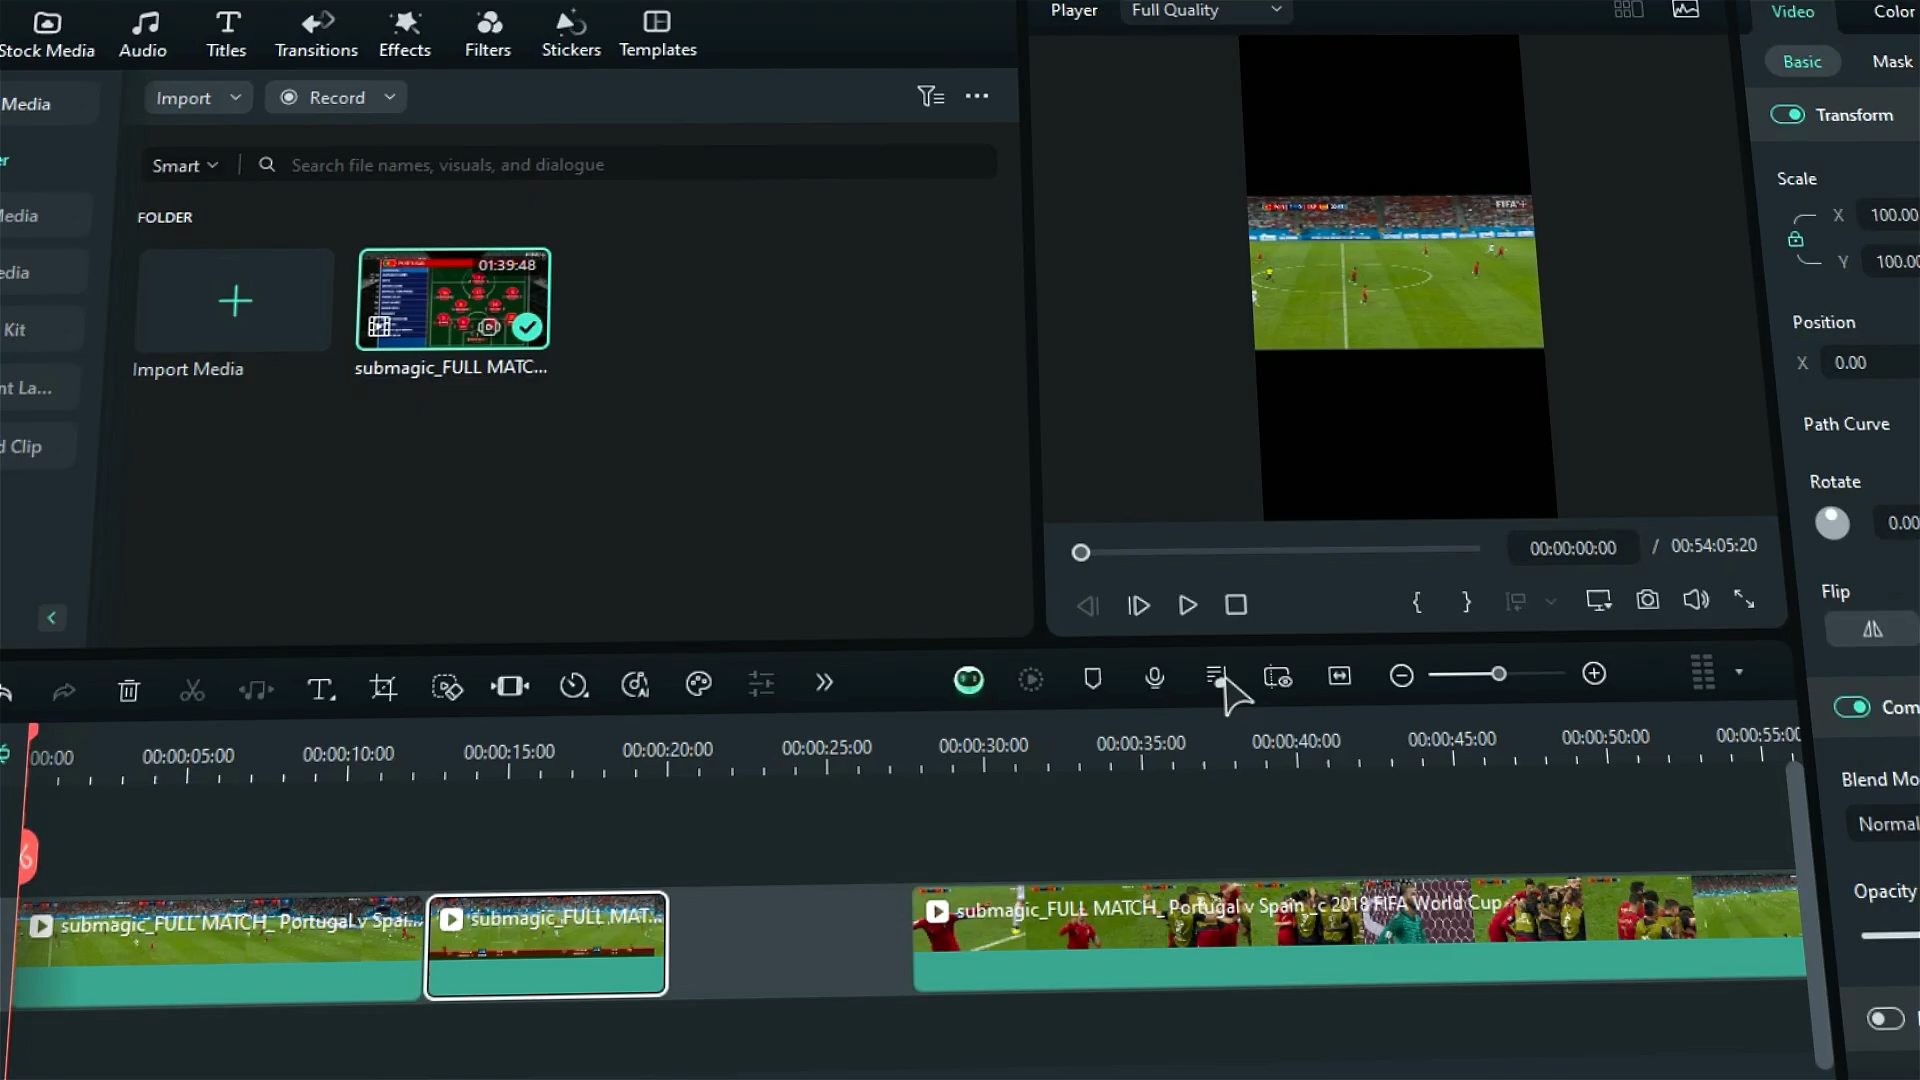 Stock Media Audio Titles Transitions Effects Filters Stickers Templates
Import Record
Smart Search file names, visuals, and dialogue
FOLDER
01:39:48
Import Media submagic_FULL MATC...
Media
er
Media
edia
Kit
nt La...
d Clip
Player Full Quality
FIFA+
00:00:00:00 / 00:54:05:20
Video Color
Basic Mask
Transform
Scale
X 100.00
Y 100.00
Position
X 0.00
Path Curve
Rotate
0.00
Flip
Com
Blend Mo
Normal
Opacity
00:00 00:00:05:00 00:00:10:00 00:00:15:00 00:00:20:00 00:00:25:00 00:00:30:00 00:00:35:00 00:00:40:00 00:00:45:00 00:00:50:00 00:00:55:00
submagic_FULL MATCH_ Portugal v Spai... submagic_FULL MAT... submagic_FULL MATCH_ Portugal v Spain _c 2018 FIFA World Cup